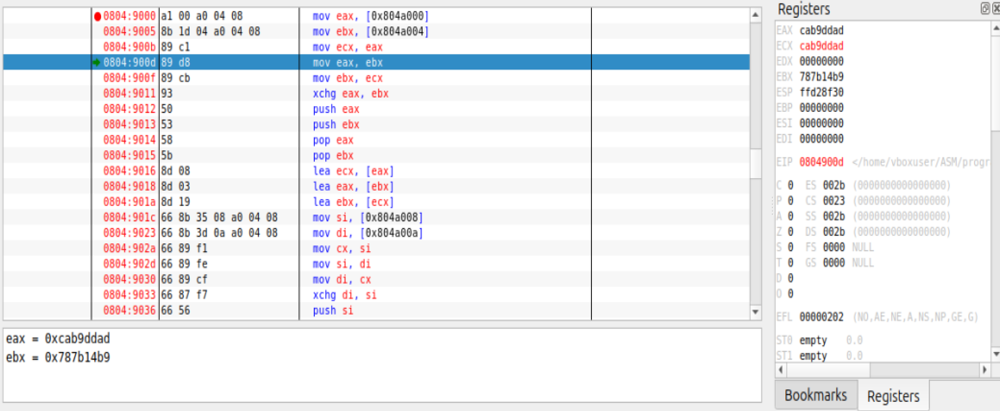 0804:9000 a1 00 a0 04 08 mov eax, [0x804a000]
0804:9005 8b 1d 04 a0 04 08 mov ebx, [0x804a004]
0804:900b 89 c1 mov ecx, eax
0804:900d 89 d8 mov eax, ebx
0804:900f 89 cb mov ebx, ecx
0804:9011 93 xchg eax, ebx
0804:9012 50 push eax
0804:9013 53 push ebx
0804:9014 58 pop eax
0804:9015 5b pop ebx
0804:9016 8d 08 lea ecx, [eax]
0804:9018 8d 03 lea eax, [ebx]
0804:901a 8d 19 lea ebx, [ecx]
0804:901c 66 8b 35 08 a0 04 08 mov si, [0x804a008]
0804:9023 66 8b 3d 0a a0 04 08 mov di, [0x804a00a]
0804:902a 66 89 f1 mov cx, si
0804:902d 66 89 fe mov si, di
0804:9030 66 89 cf mov di, cx
0804:9033 66 87 f7 xchg di, si
0804:9036 66 56 push si
eax = 0xcab9ddad
ebx = 0x787b14b9
Registers
EAX cab9ddad
ECX cab9ddad
EDX 00000000
EBX 787b14b9
ESP ffd28f30
EBP 00000000
ESI 00000000
EDI 00000000
EIP 0804900d </home/vboxuser/ASM/progr
C 0 ES 002b (0000000000000000)
P 0 CS 0023 (0000000000000000)
A 0 SS 002b (0000000000000000)
Z 0 DS 002b (0000000000000000)
S 0 FS 0000 NULL
T 0 GS 0000 NULL
D 0
O 0
EFL 00000202 (NO,AE,NE,A,NS,NP,GE,G)
ST0 empty 0.0
ST1 empty 0.0
Bookmarks Registers